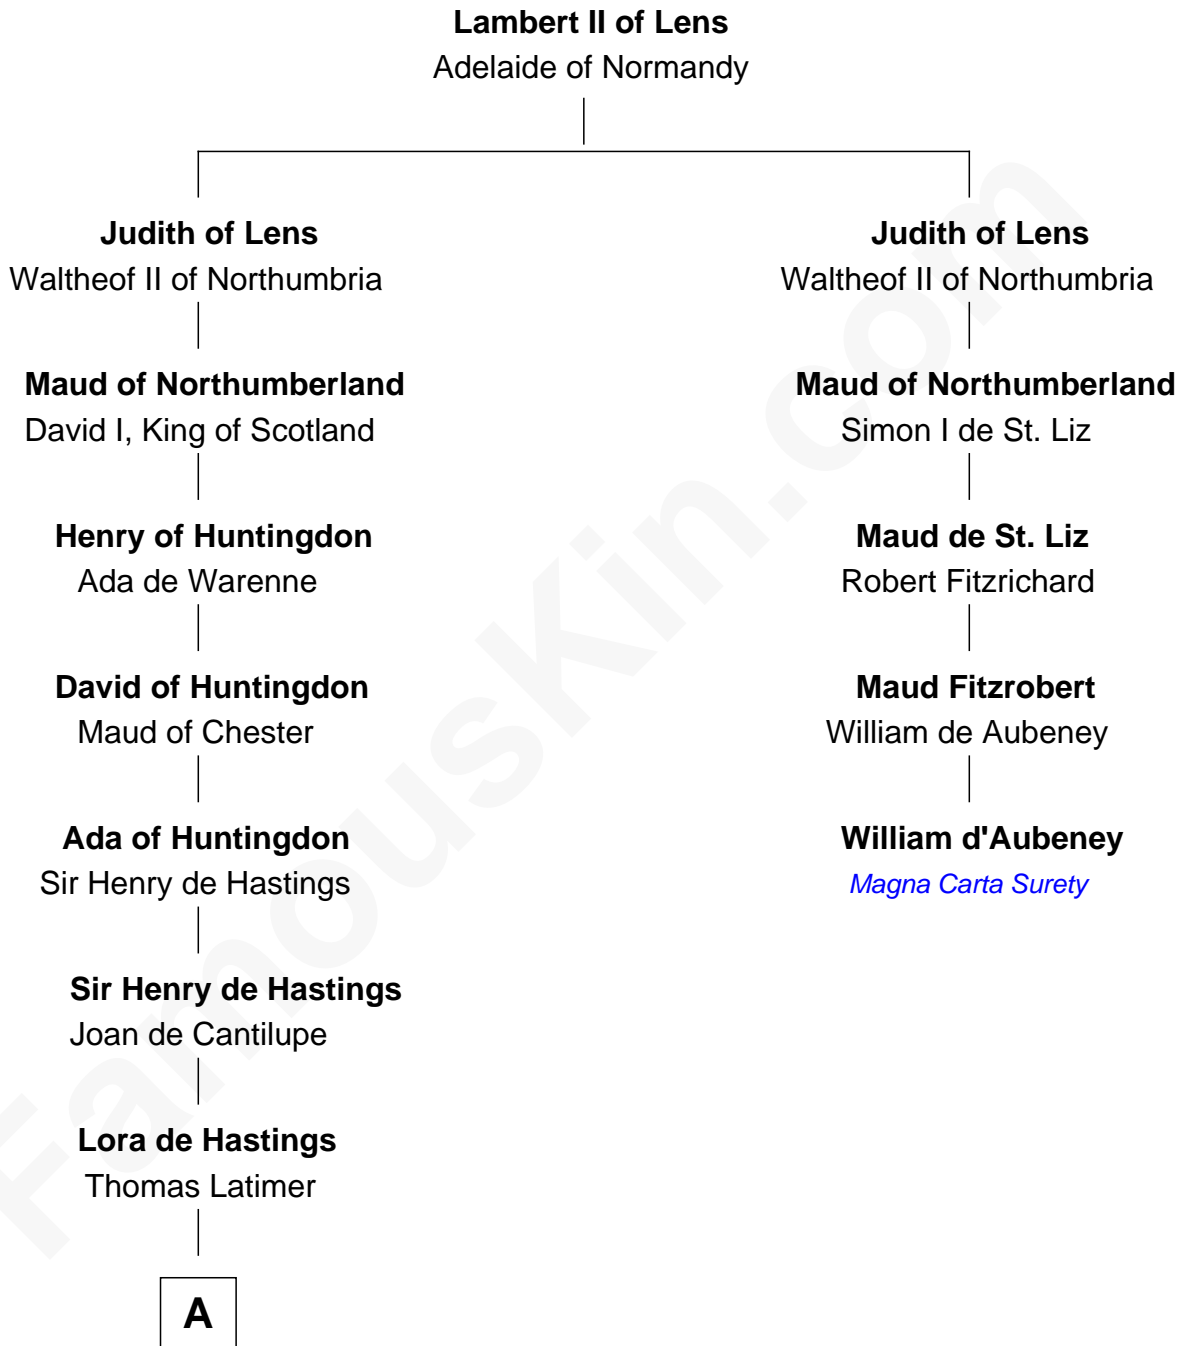 Lambert II of Lens
Adelaide of Normandy
Judith of Lens
Waltheof II of Northumbria
Maud of Northumberland
David I, King of Scotland
Henry of Huntingdon
Ada de Warenne
David of Huntingdon
Maud of Chester
Ada of Huntingdon
Sir Henry de Hastings
Sir Henry de Hastings
Joan de Cantilupe
Lora de Hastings
Thomas Latimer
A
Judith of Lens
Waltheof II of Northumbria
Maud of Northumberland
Simon I de St. Liz
Maud de St. Liz
Robert Fitzrichard
Maud Fitzrobert
William de Aubeney
William d'Aubeney
Magna Carta Surety
FamousKin.com